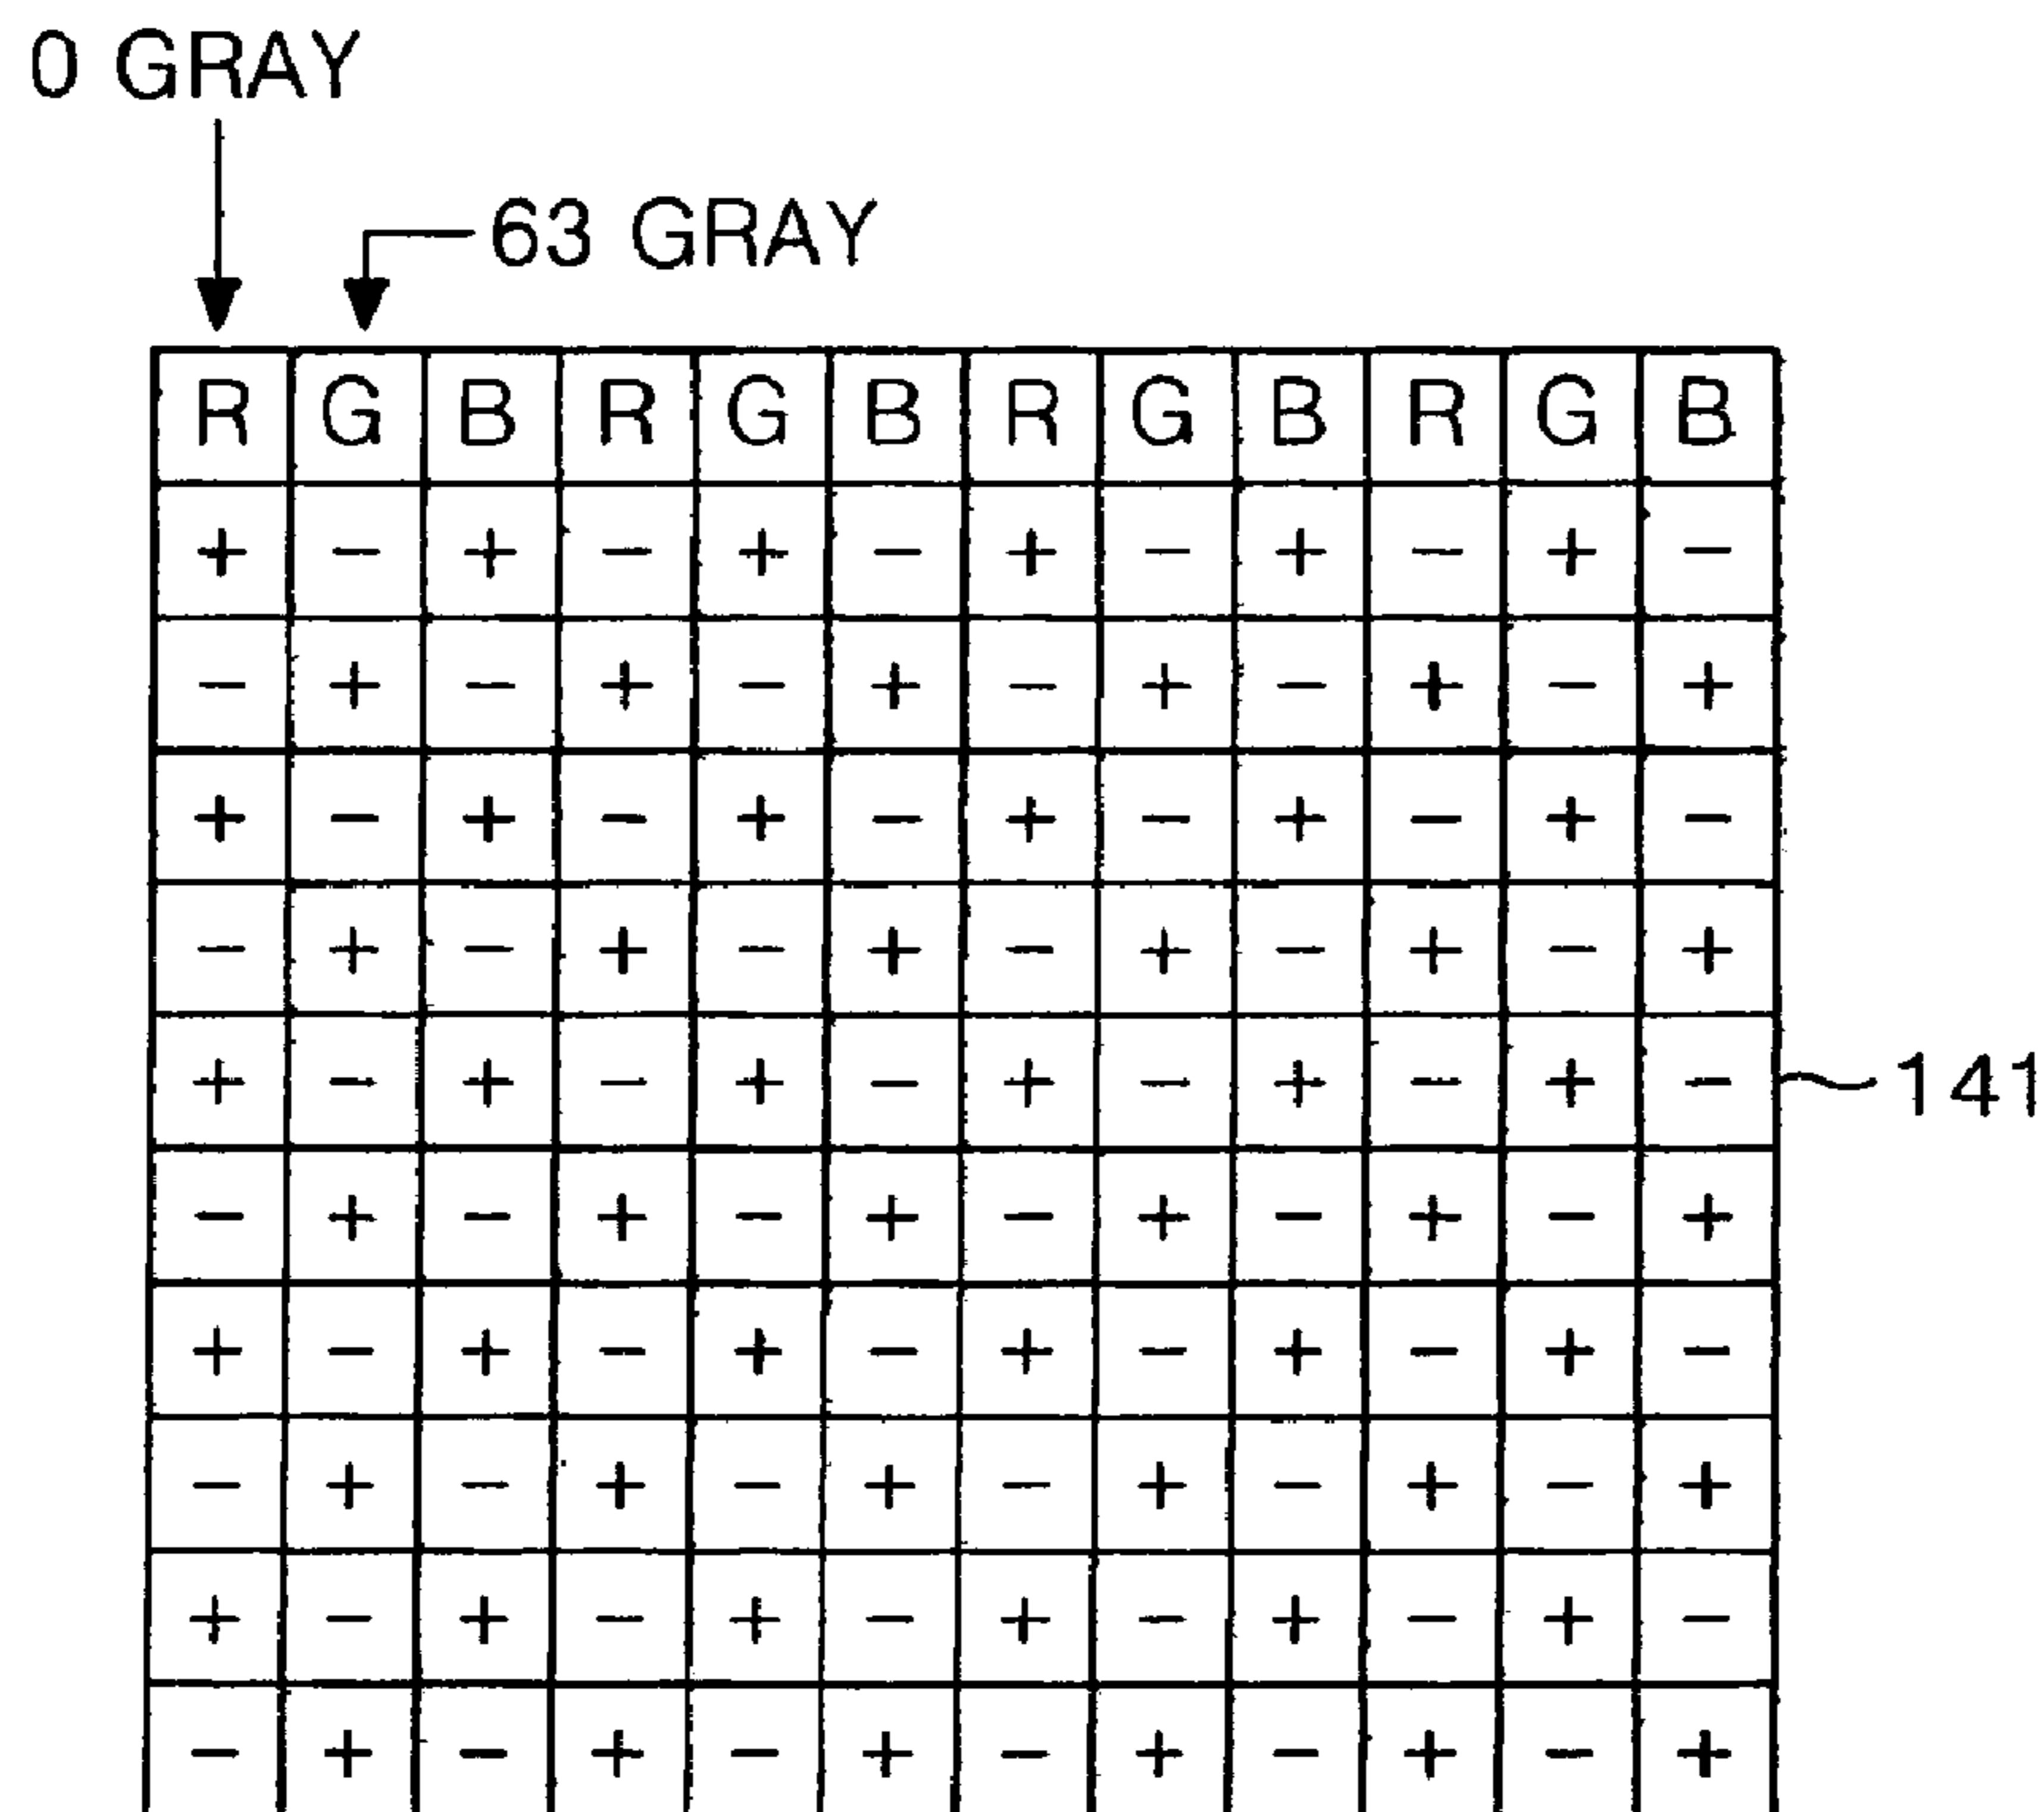 0 GRAY
63 GRAY
R G B R G B R G B R G B
+ − + − + − + − + − + −
− + − + − + − + − + − +
+ − + − + − + − + − + −
− + − + − + − + − + − +
+ − + − + − + − + − + −
141
− + − + − + − + − + − +
+ − + − + − + − + − + −
− + − + − + − + − + − +
+ − + − + − + − + − + −
− + − + − + − + − + − +